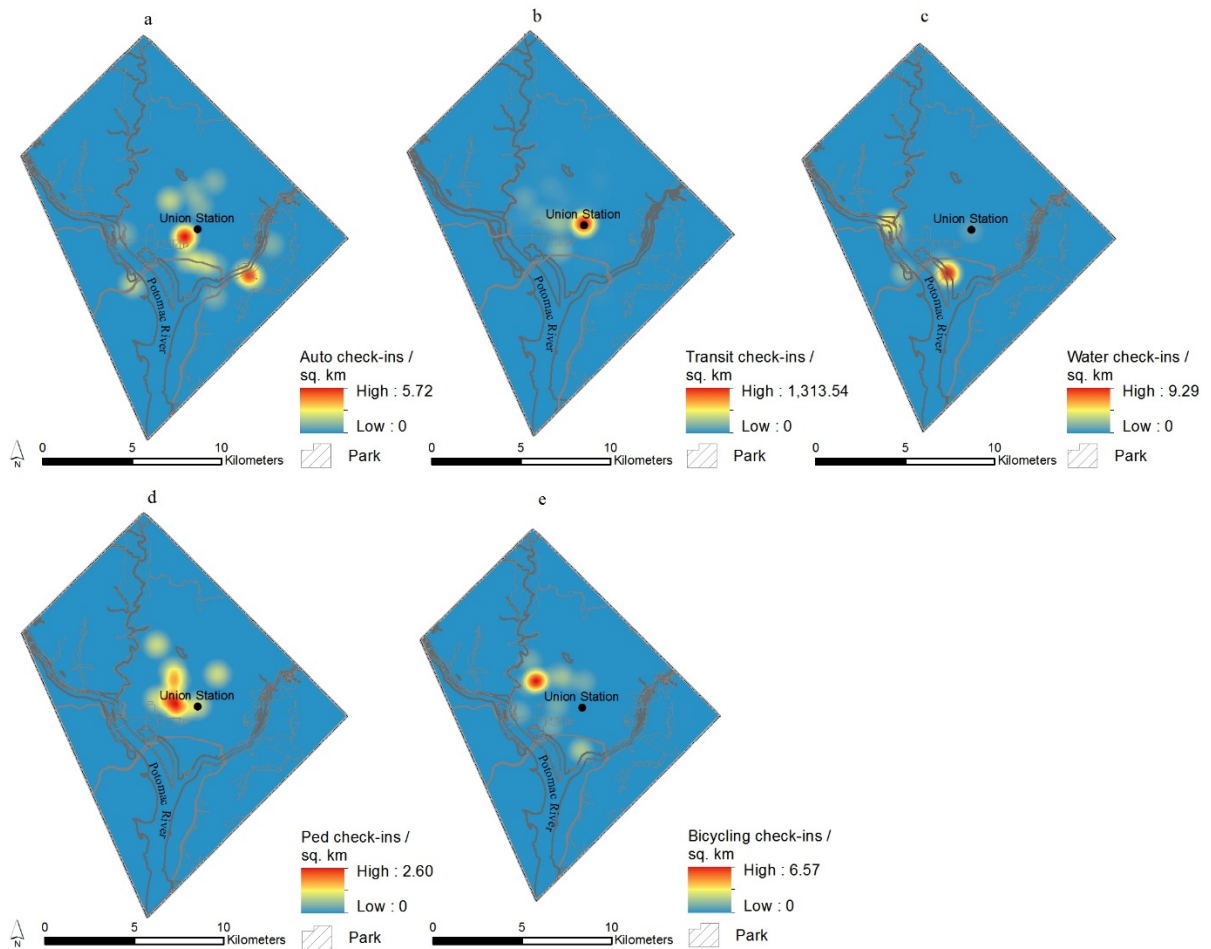 a
Union Station
Potomac River
Auto check-ins /
sq. km
High : 5.72
Low : 0
0 5 10
Kilometers
N
Park
b
Union Station
Potomac River
Transit check-ins /
sq. km
High : 1,313.54
Low : 0
0 5 10
Kilometers
N
Park
c
Union Station
Potomac River
Water check-ins /
sq. km
High : 9.29
Low : 0
0 5 10
Kilometers
N
Park
d
Union Station
Potomac River
Ped check-ins /
sq. km
High : 2.60
Low : 0
0 5 10
Kilometers
N
Park
e
Union Station
Potomac River
Bicycling check-ins /
sq. km
High : 6.57
Low : 0
0 5 10
Kilometers
N
Park